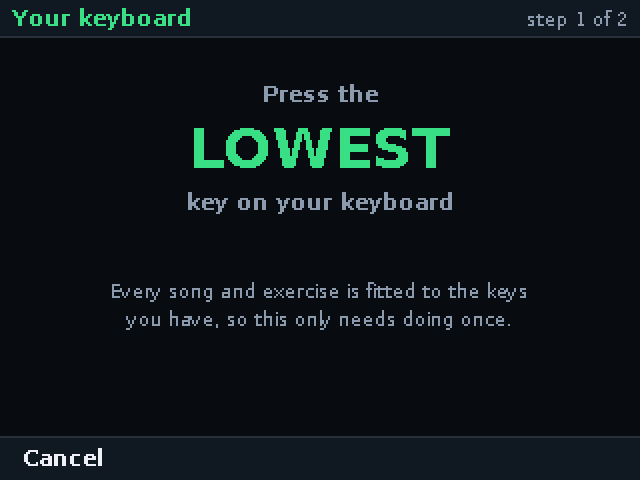 Your keyboard
step 1 of 2
Press the
LOWEST
key on your keyboard
Every song and exercise is fitted to the keys
you have, so this only needs doing once.
Cancel